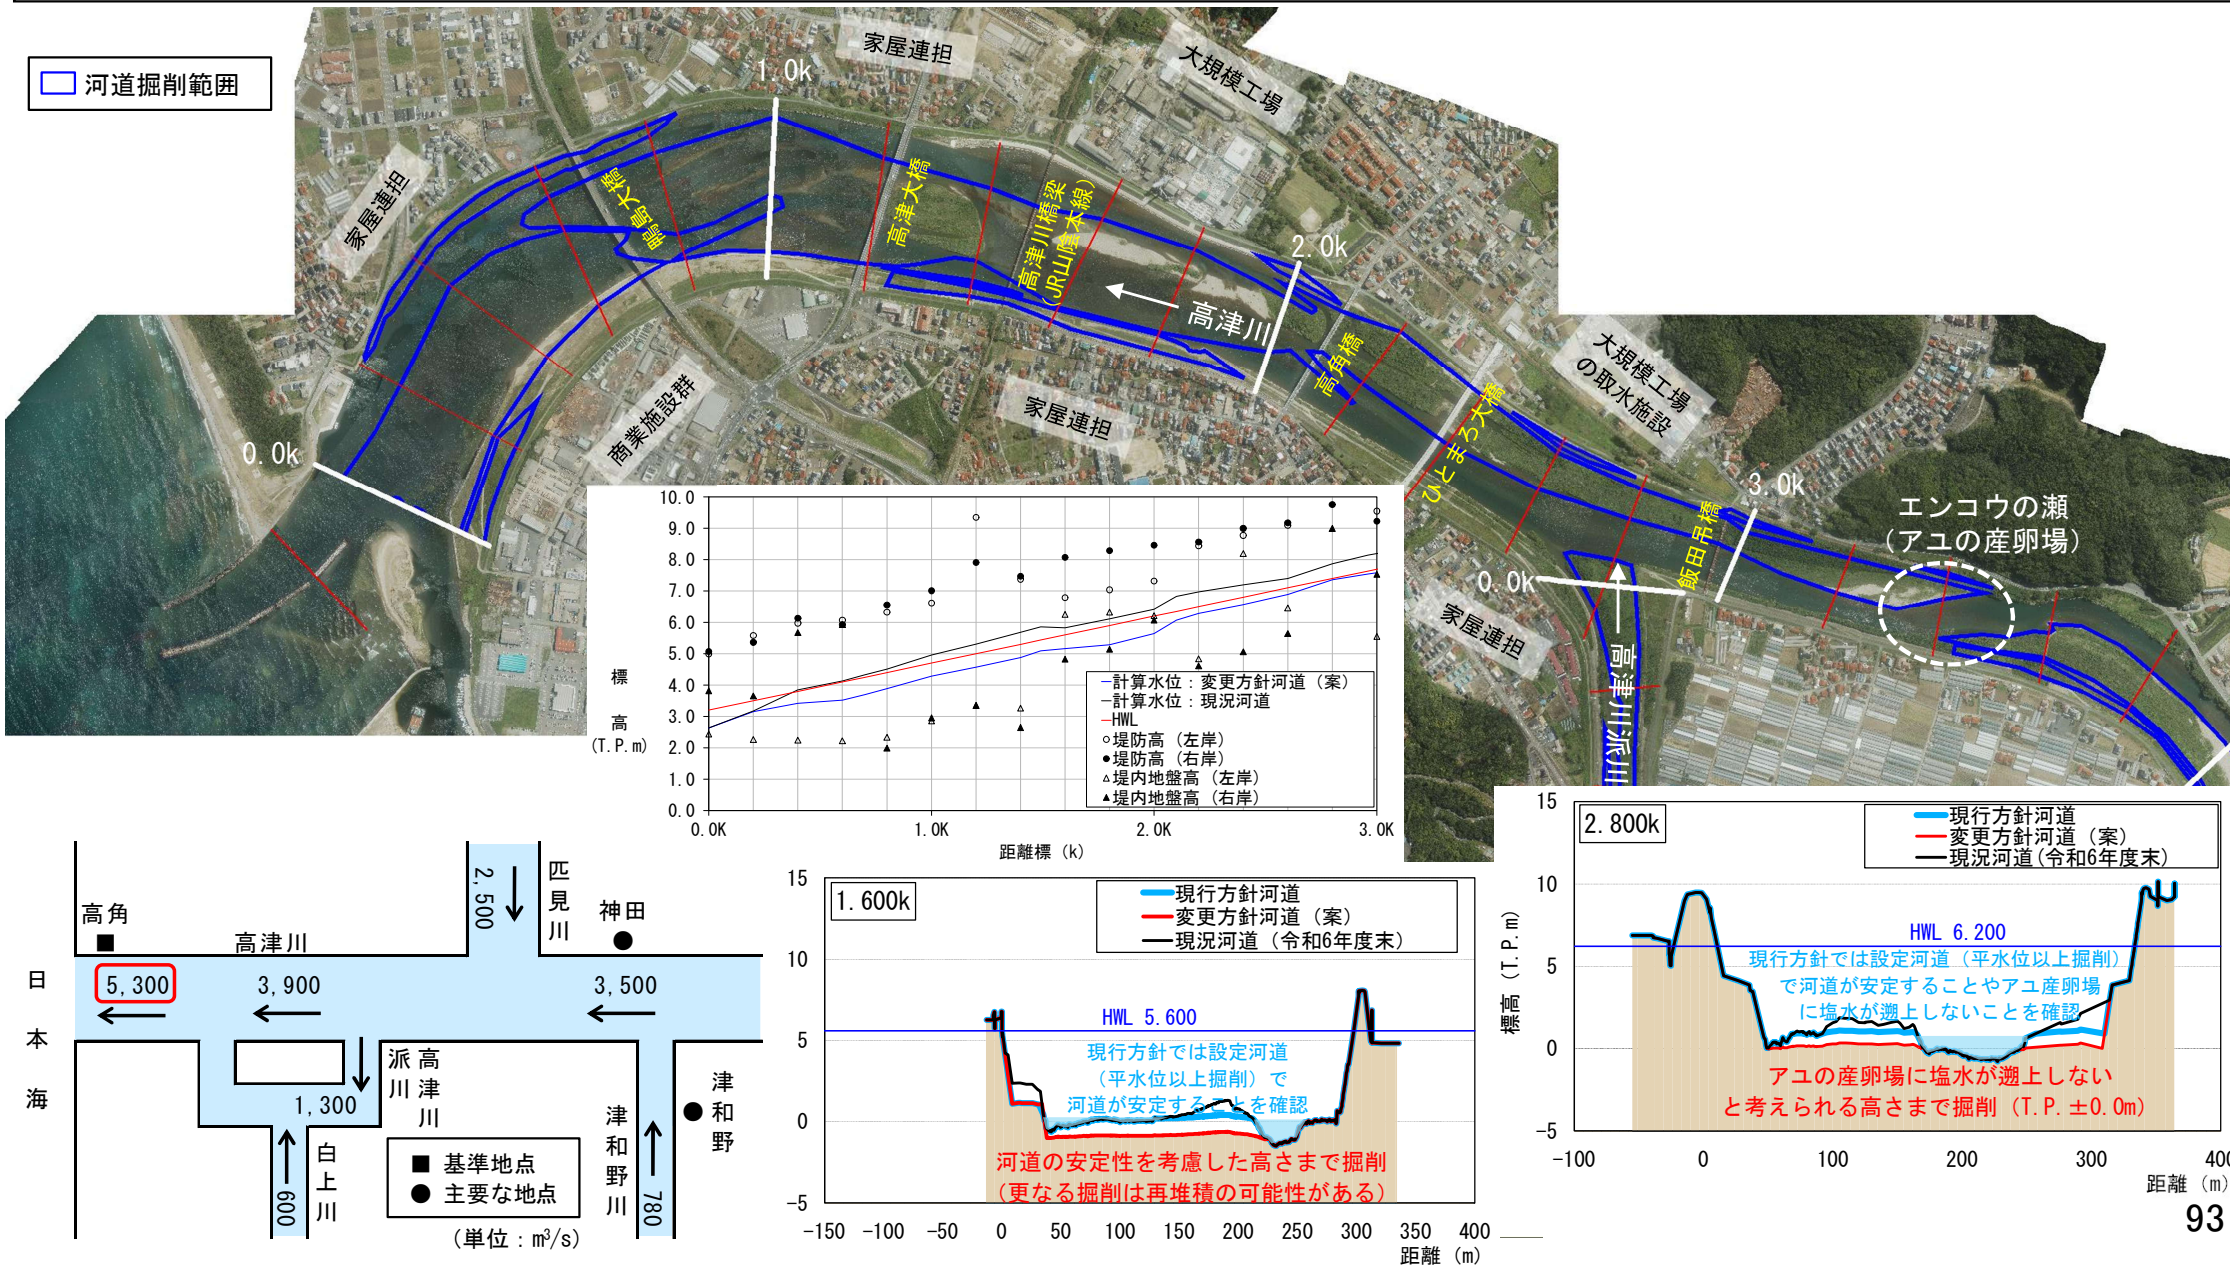 河道掘削範囲
家屋連担
大規模工場
1.0k
家屋連担
鴨島大橋
高津大橋
高津川橋梁
(JR山陰本線)
2.0k
高津川
高角橋
大規模工場
の取水施設
ひとまろ大橋
商業施設群
家屋連担
0.0k
3.0k
飯田吊橋
エンコウの瀬
(アユの産卵場)
0.0k
家屋連担
高津川派川
10.0
9.0
8.0
7.0
6.0
5.0
4.0
3.0
2.0
1.0
0.0
標
高
(T.P.m)
0.0K
1.0K
2.0K
3.0K
距離標 (k)
計算水位：変更方針河道（案）
計算水位：現況河道
HWL
堤防高（左岸）
堤防高（右岸）
堤内地盤高（左岸）
堤内地盤高（右岸）
日本海
高角
高津川
2,500
匹見川
神田
5,300
3,900
3,500
高津川
派川
1,300
白上川
600
津和野川
780
津和野
■ 基準地点
● 主要な地点
(単位：m³/s)
1.600k
現行方針河道
変更方針河道（案）
現況河道（令和6年度末）
15
10
5
0
-5
HWL 5.600
現行方針では設定河道
（平水位以上掘削）で
河道が安定することを確認
河道の安定性を考慮した高さまで掘削
（更なる掘削は再堆積の可能性がある）
-150
-100
-50
0
50
100
150
200
250
300
350
400
距離 (m)
2.800k
現行方針河道
変更方針河道（案）
現況河道(令和6年度末)
標高 (T.P.m)
15
10
5
0
-5
HWL 6.200
現行方針では設定河道（平水位以上掘削）
で河道が安定することやアユ産卵場
に塩水が遡上しないことを確認
アユの産卵場に塩水が遡上しない
と考えられる高さまで掘削（T.P.±0.0m）
-100
0
100
200
300
400
距離 (m)
93